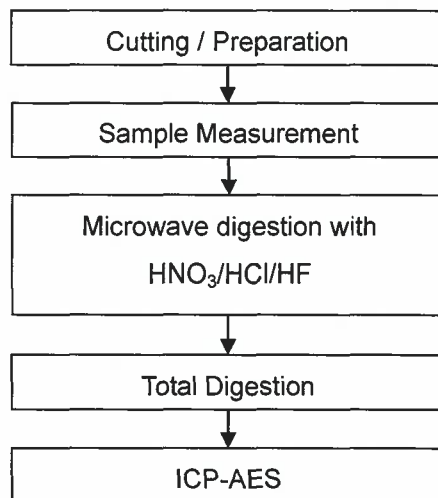 Cutting / Preparation
Sample Measurement
Microwave digestion with
HNO₃/HCl/HF
Total Digestion
ICP-AES